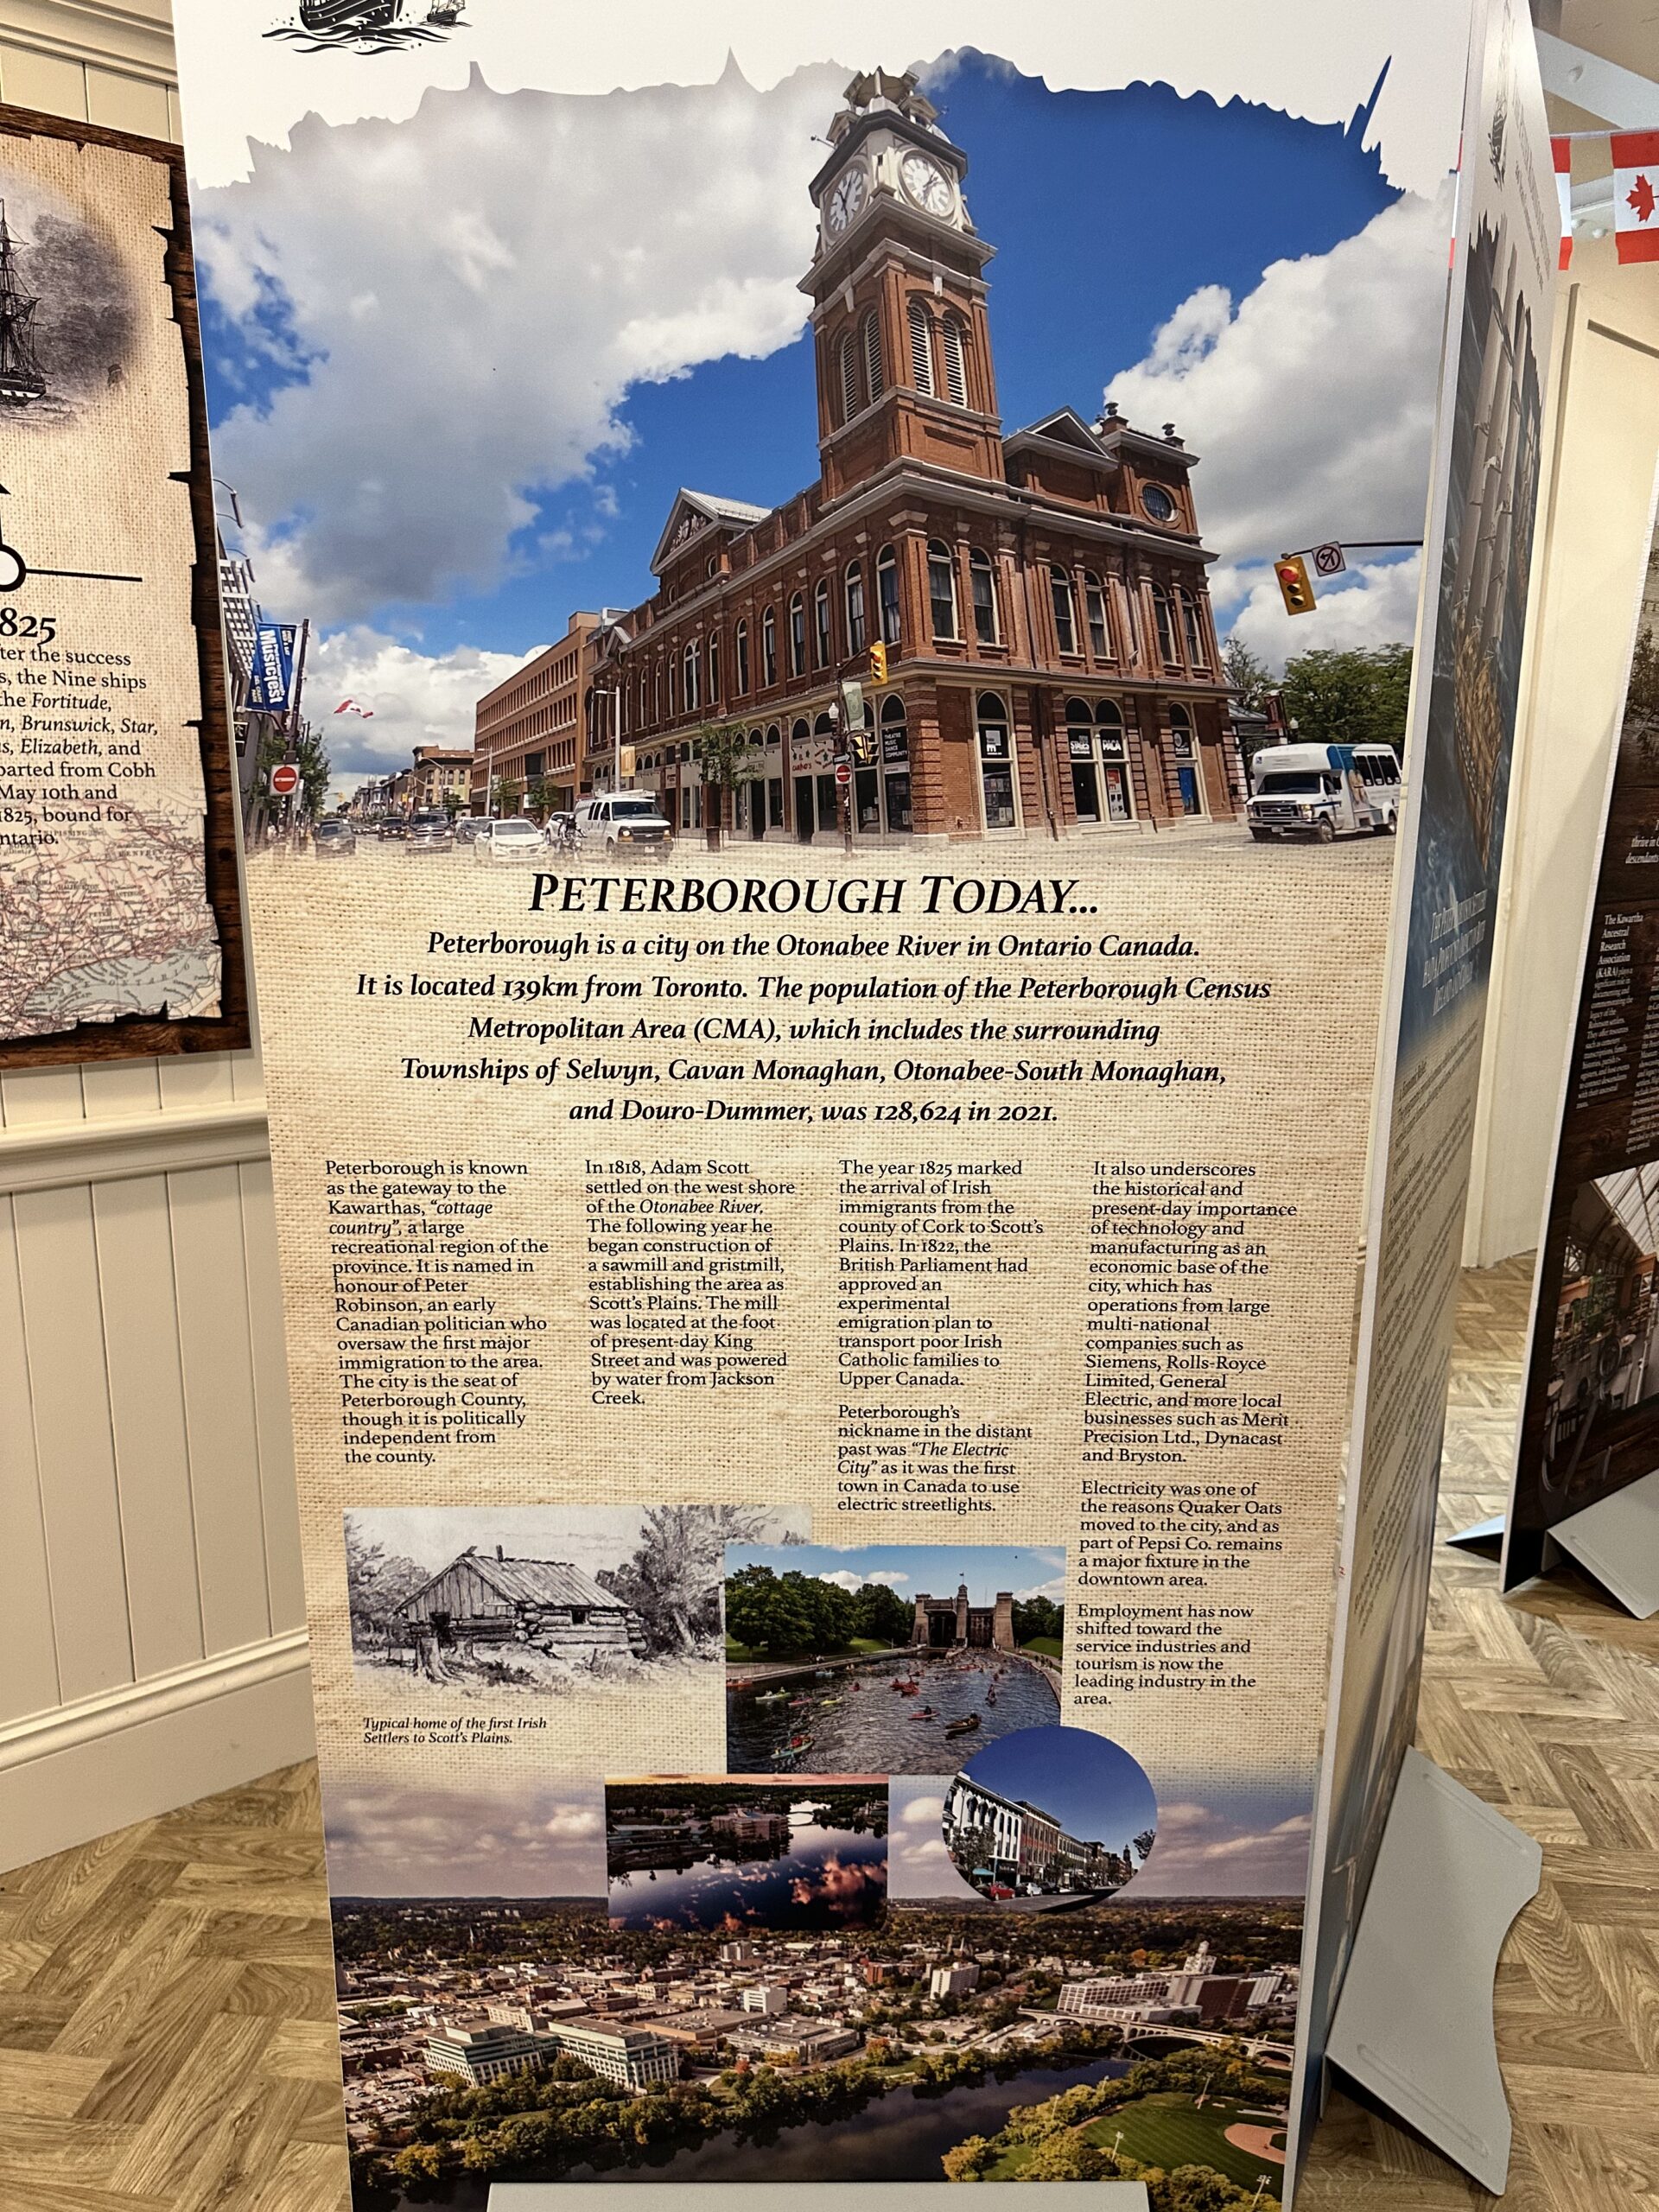 825
ter the success
s, the Nine ships
the Fortitude,
n, Brunswick, Star,
s, Elizabeth, and
parted from Cobh
May 10th and
1825, bound for
ntario.
Musicfest
PETERBOROUGH TODAY...
Peterborough is a city on the Otonabee River in Ontario Canada.
It is located 139km from Toronto. The population of the Peterborough Census
Metropolitan Area (CMA), which includes the surrounding
Townships of Selwyn, Cavan Monaghan, Otonabee-South Monaghan,
and Douro-Dummer, was 128,624 in 2021.
Peterborough is known
as the gateway to the
Kawarthas, "cottage
country", a large
recreational region of the
province. It is named in
honour of Peter
Robinson, an early
Canadian politician who
oversaw the first major
immigration to the area.
The city is the seat of
Peterborough County,
though it is politically
independent from
the county.
In 1818, Adam Scott
settled on the west shore
of the Otonabee River.
The following year he
began construction of
a sawmill and gristmill,
establishing the area as
Scott's Plains. The mill
was located at the foot
of present-day King
Street and was powered
by water from Jackson
Creek.
The year 1825 marked
the arrival of Irish
immigrants from the
county of Cork to Scott's
Plains. In 1822, the
British Parliament had
approved an
experimental
emigration plan to
transport poor Irish
Catholic families to
Upper Canada.
Peterborough's
nickname in the distant
past was "The Electric
City" as it was the first
town in Canada to use
electric streetlights.
It also underscores
the historical and
present-day importance
of technology and
manufacturing as an
economic base of the
city, which has
operations from large
multi-national
companies such as
Siemens, Rolls-Royce
Limited, General
Electric, and more local
businesses such as Merit
Precision Ltd., Dynacast
and Bryston.
Electricity was one of
the reasons Quaker Oats
moved to the city, and as
part of Pepsi Co. remains
a major fixture in the
downtown area.
Employment has now
shifted toward the
service industries and
tourism is now the
leading industry in the
area.
Typical home of the first Irish
Settlers to Scott's Plains.
The Kawartha
Ancestral
Research
Association
(KARA) plays a
significant role in
documenting and